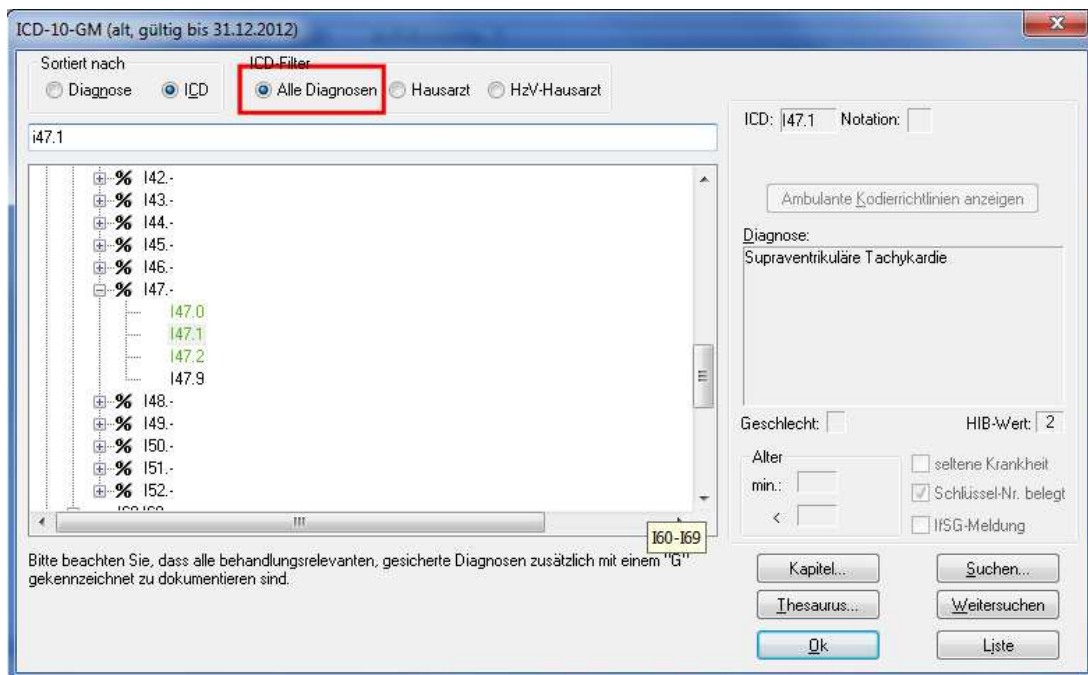 ICD-10-GM (alt, gültig bis 31.12.2012)
Sortiert nach
Diagnose
ICD
ICD-Filter
Alle Diagnosen
Hausarzt
HzV-Hausarzt
i47.1
% I42.-
% I43.-
% I44.-
% I45.-
% I46.-
% I47.-
I47.0
I47.1
I47.2
I47.9
% I48.-
% I49.-
% I50.-
% I51.-
% I52.-
I60-I69
Bitte beachten Sie, dass alle behandlungsrelevanten, gesicherte Diagnosen zusätzlich mit einem "G"
gekennzeichnet zu dokumentieren sind.
ICD: I47.1 Notation:
Ambulante Kodierrichtlinien anzeigen
Diagnose:
Supraventrikuläre Tachykardie
Geschlecht:
HIB-Wert: 2
Alter
min.:
<
seltene Krankheit
Schlüssel-Nr. belegt
IfSG-Meldung
Kapitel...
Suchen...
Thesaurus...
Weitersuchen
Ok
Liste